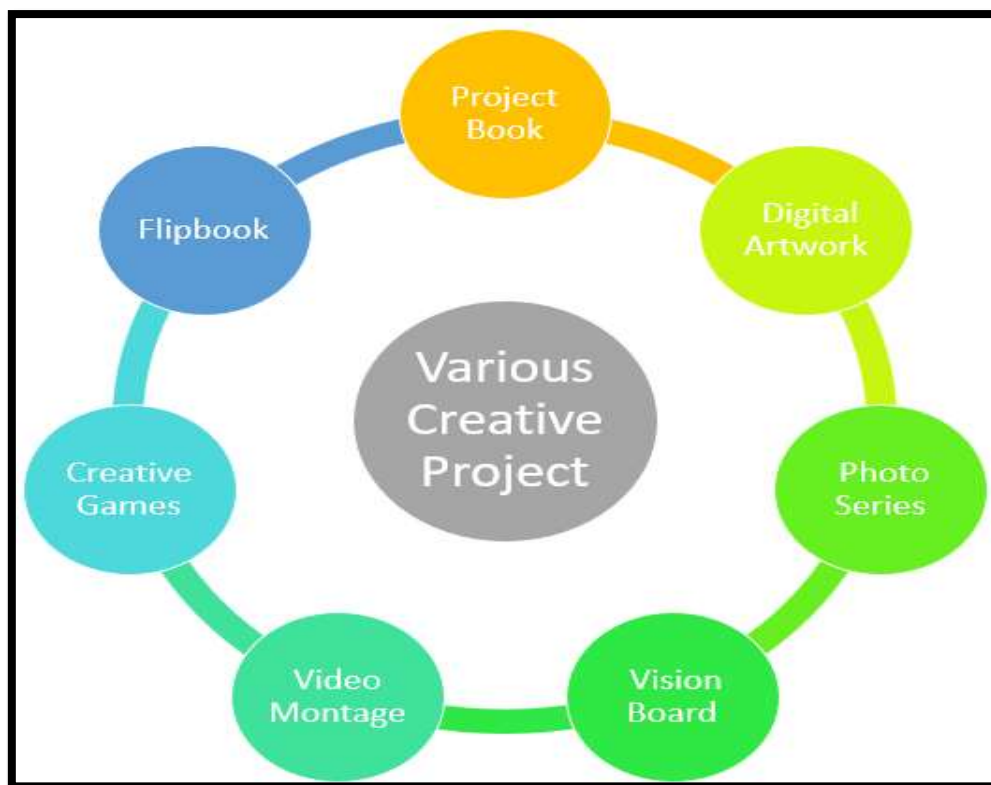 Project
Book
Digital
Artwork
Photo
Series
Vision
Board
Video
Montage
Creative
Games
Flipbook
Various
Creative
Project